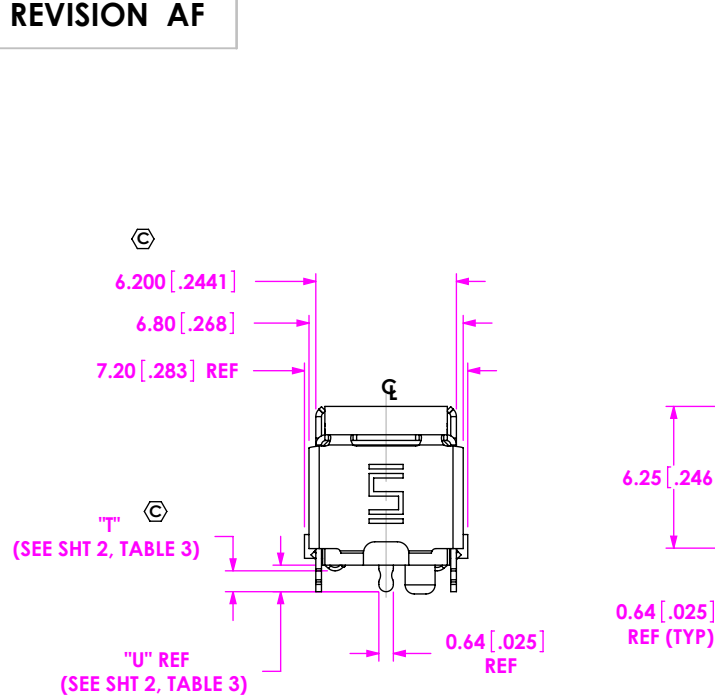 REVISION AF
C
6.200 [.2441]
6.80 [.268]
7.20 [.283] REF
CL
6.25 [.246
"T" C
(SEE SHT 2, TABLE 3)
0.64 [.025]
REF (TYP)
0.64 [.025]
REF
"U" REF
(SEE SHT 2, TABLE 3)